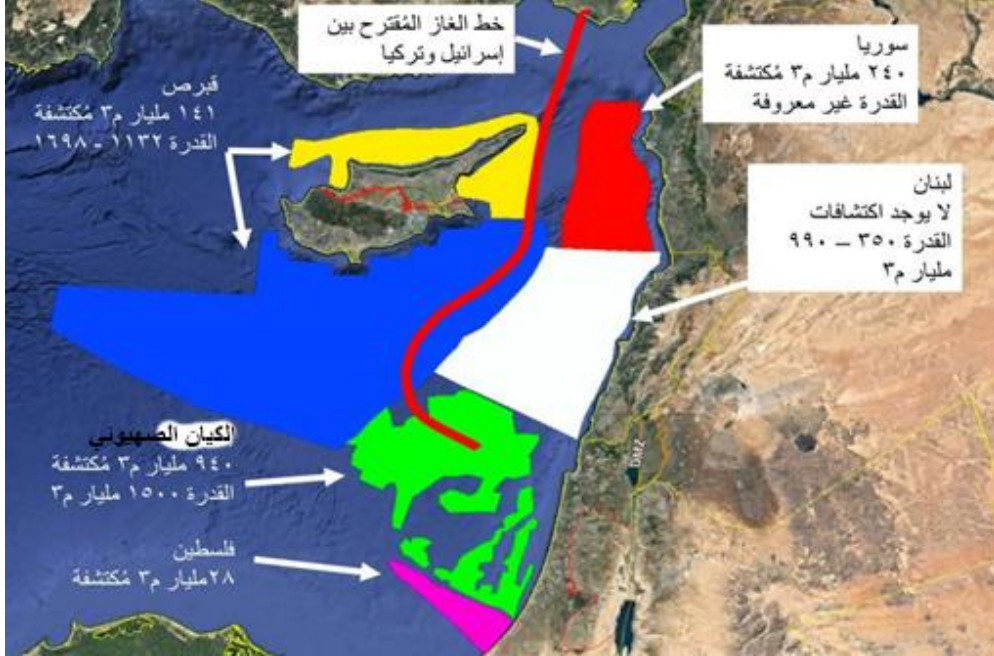 خط الغاز المُقترح بين
إسرائيل وتركيا
سوريا
٢٤٠ مليار م٣ مُكتشفة
القدرة غير معروفة
قبرص
١٤١ مليار م٣ مُكتشفة
القدرة ١١٣٢ - ١٦٩٨
لبنان
لا يوجد اكتشافات
القدرة ٣٥٠ – ٩٩٠
مليار م٣
لكيان الصهيوني
٩٤٠ مليار م٣ مُكتشفة
القدرة ١٥٠٠ مليار م٣
DMZ
فلسطين
٢٨مليار م٣ مُكتشفة